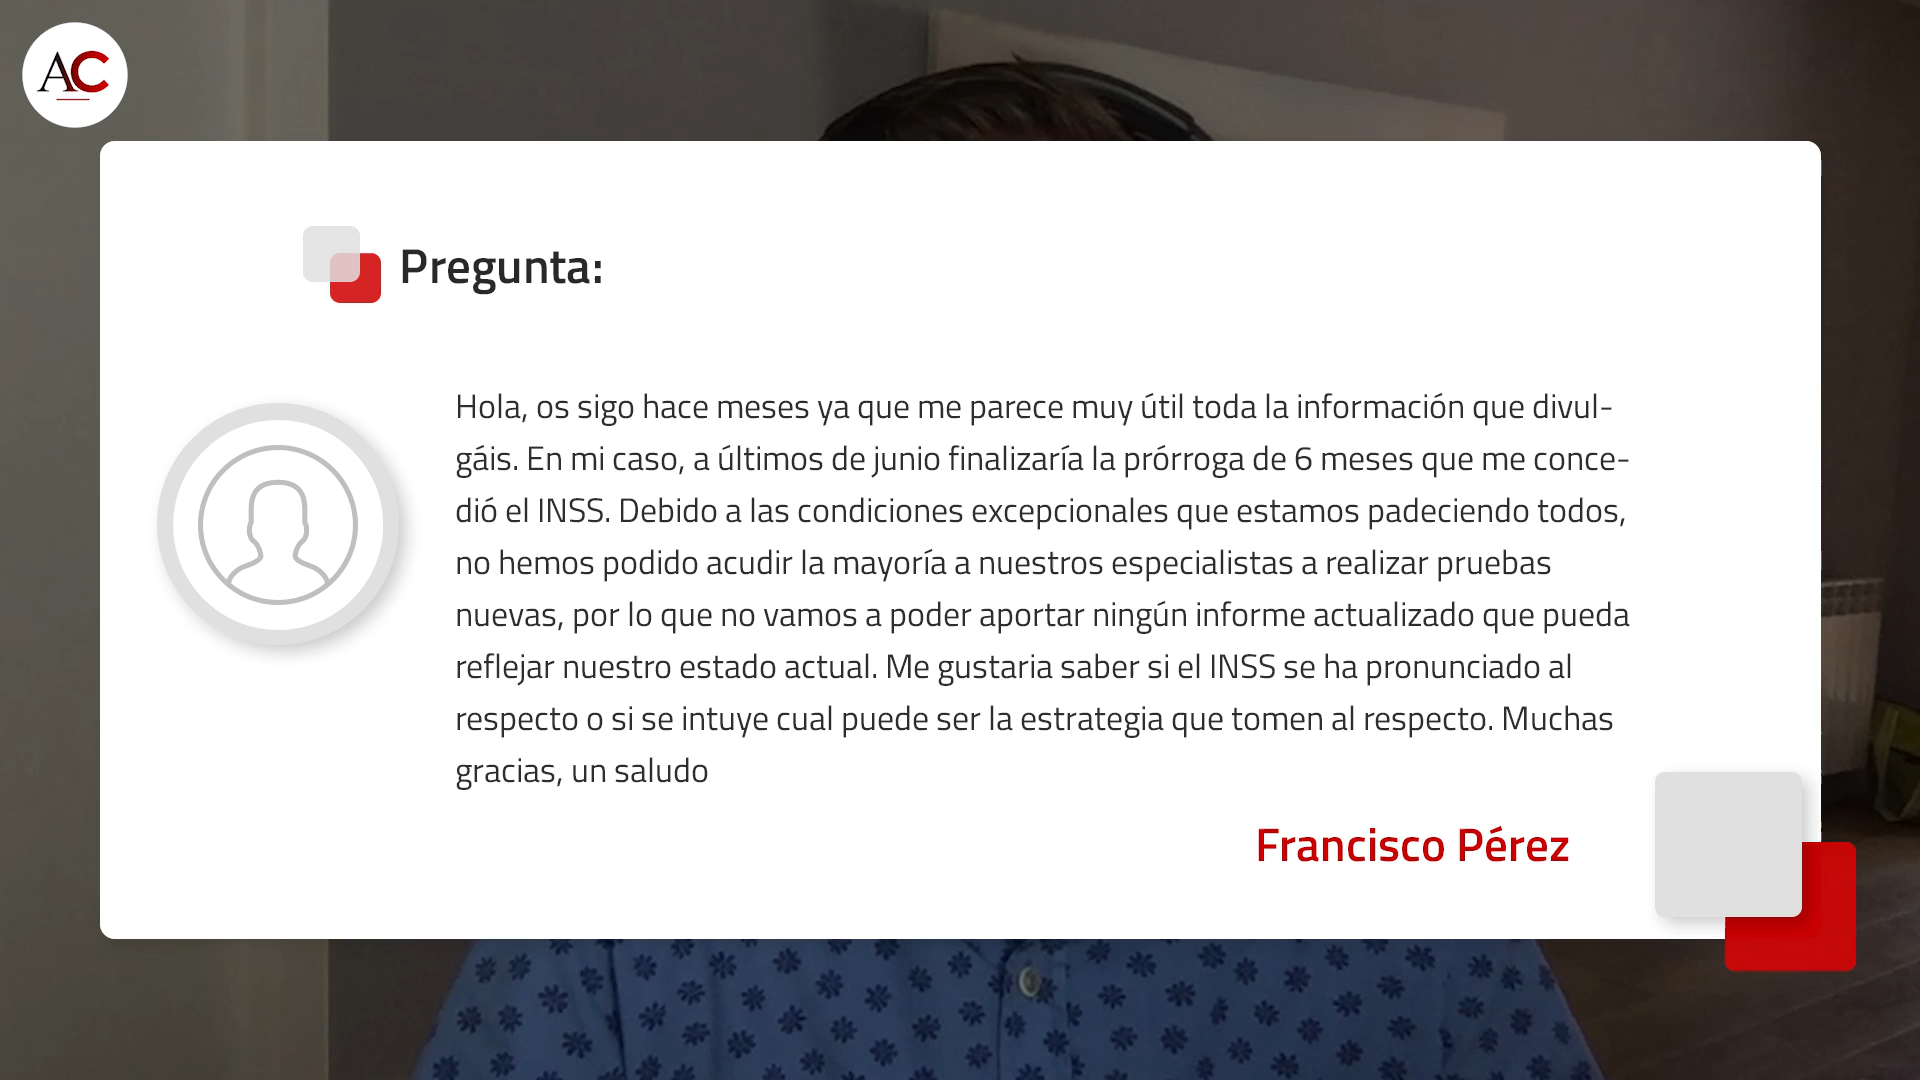 AC
Pregunta:
Hola, os sigo hace meses ya que me parece muy útil toda la información que divul-
gáis. En mi caso, a últimos de junio finalizaría la prórroga de 6 meses que me conce-
dió el INSS. Debido a las condiciones excepcionales que estamos padeciendo todos,
no hemos podido acudir la mayoría a nuestros especialistas a realizar pruebas
nuevas, por lo que no vamos a poder aportar ningún informe actualizado que pueda
reflejar nuestro estado actual. Me gustaria saber si el INSS se ha pronunciado al
respecto o si se intuye cual puede ser la estrategia que tomen al respecto. Muchas
gracias, un saludo
Francisco Pérez